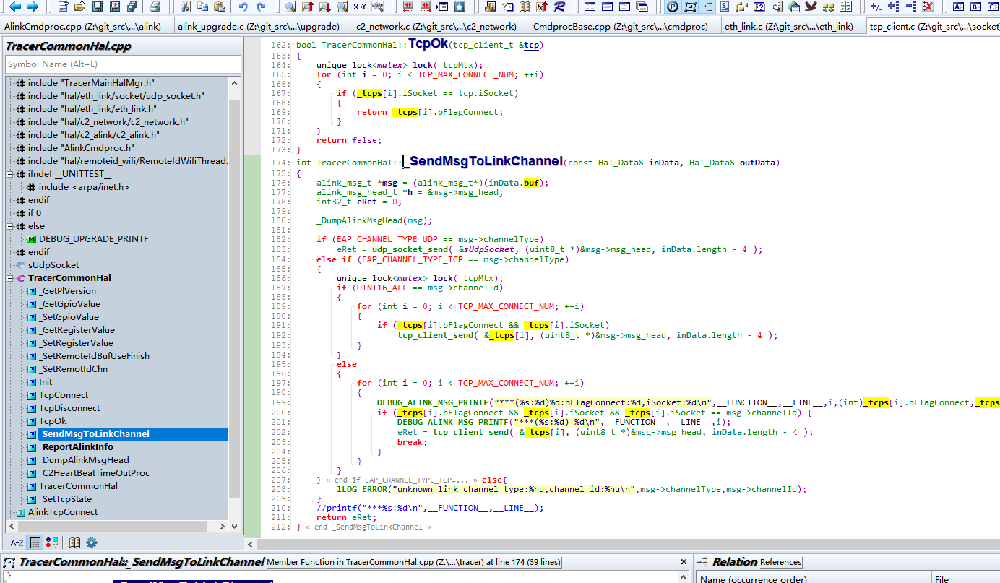 AlinkCmdproc.cpp (Z:\git_src\...\alink)
alink_upgrade.c (Z:\git_src\...\upgrade)
c2_network.c (Z:\git_src\...\c2_network)
CmdprocBase.cpp (Z:\git_src\...\cmdproc)
eth_link.c (Z:\git_src\...\eth_link)
tcp_client.c (Z:\git_src\...\socket
TracerCommonHal.cpp
Symbol Name (Alt+L)
include "TracerMainHalMgr.h"
include "hal/eth_link/socket/udp_socket.h"
include "hal/eth_link/eth_link.h"
include "hal/c2_network/c2_network.h"
include "hal/c2_alink/c2_alink.h"
include "AlinkCmdproc.h"
include "hal/remoteid_wifi/RemoteIdWifiThread.
ifndef __UNITTEST__
include <arpa/inet.h>
endif
if 0
else
DEBUG_UPGRADE_PRINTF
endif
sUdpSocket
TracerCommonHal
_GetPlVersion
_GetGpioValue
_SetGpioValue
_GetRegisterValue
_SetRegisterValue
_SetRemoteIdBufUseFinish
_SetRemotIdChn
Init
TcpConnect
TcpDisconnect
TcpOk
_SendMsgToLinkChannel
_ReportAlinkInfo
_DumpAlinkMsgHead
_C2HeartBeatTimeOutProc
TracerCommonHal
_SetTcpState
AlinkTcpConnect
A-Z
162: bool TracerCommonHal::TcpOk(tcp_client_t &tcp)
163: {
164: unique_lock<mutex> lock(_tcpMtx);
165: for (int i = 0; i < TCP_MAX_CONNECT_NUM; ++i)
166: {
167: if (_tcps[i].iSocket == tcp.iSocket)
168: {
169: return _tcps[i].bFlagConnect;
170: }
171: }
172: return false;
173: }
174: int TracerCommonHal::_SendMsgToLinkChannel(const Hal_Data& inData, Hal_Data& outData)
175: {
176: alink_msg_t *msg = (alink_msg_t*)(inData.buf);
177: alink_msg_head_t *h = &msg->msg_head;
178: int32_t eRet = 0;
179:
180: _DumpAlinkMsgHead(msg);
181:
182: if (EAP_CHANNEL_TYPE_UDP == msg->channelType)
183: eRet = udp_socket_send( &sUdpSocket, (uint8_t *)&msg->msg_head, inData.length - 4 );
184: else if (EAP_CHANNEL_TYPE_TCP == msg->channelType)
185: {
186: unique_lock<mutex> lock(_tcpMtx);
187: if (UINT16_ALL == msg->channelId)
188: {
189: for (int i = 0; i < TCP_MAX_CONNECT_NUM; ++i)
190: {
191: if (_tcps[i].bFlagConnect && _tcps[i].iSocket)
192: tcp_client_send( &_tcps[i], (uint8_t *)&msg->msg_head, inData.length - 4 );
193: }
194: }
195: else
196: {
197: for (int i = 0; i < TCP_MAX_CONNECT_NUM; ++i)
198: {
199: DEBUG_ALINK_MSG_PRINTF("***(%s:%d)%d:bFlagConnect:%d,iSocket:%d\n",__FUNCTION__,__LINE__,i,(int)_tcps[i].bFlagConnect,_tcps
200: if (_tcps[i].bFlagConnect && _tcps[i].iSocket && _tcps[i].iSocket == msg->channelId) {
201: DEBUG_ALINK_MSG_PRINTF("***(%s:%d) %d\n",__FUNCTION__,__LINE__,i);
202: eRet = tcp_client_send( &_tcps[i], (uint8_t *)&msg->msg_head, inData.length - 4 );
203: break;
204: }
205: }
206: }
207: } « end if EAP_CHANNEL_TYPE_TCP=... » else{
208: lLOG_ERROR("unknown link channel type:%hu,channel id:%hu\n",msg->channelType,msg->channelId);
209: }
210: //printf("***%s:%d\n",__FUNCTION__,__LINE__);
211: return eRet;
212: } « end _SendMsgToLinkChannel »
TracerCommonHal::_SendMsgToLinkChannel Member Function in TracerCommonHal.cpp (Z:\...\tracer) at line 174 (39 lines)
}
Relation References
Name (occurrence order)
File